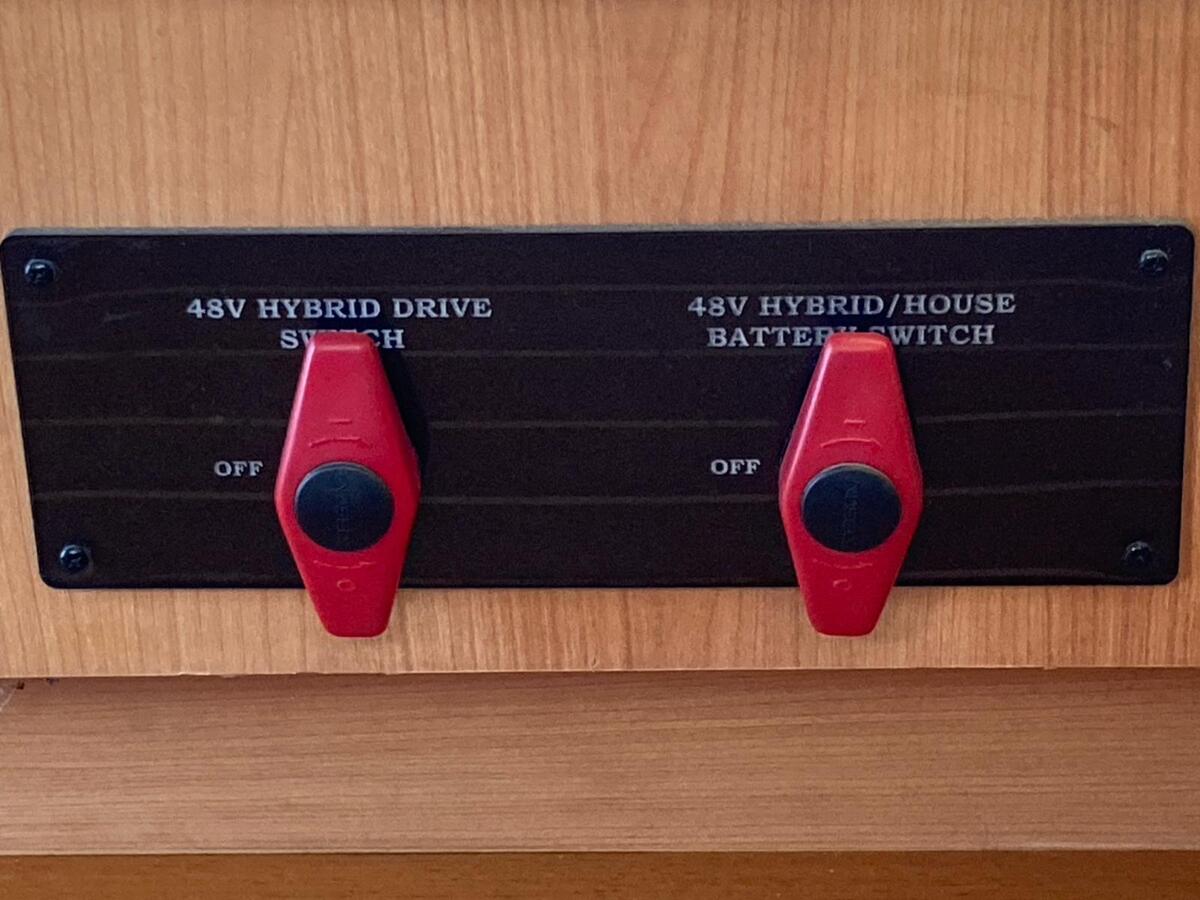 48V HYBRID DRIVE
SWITCH
48V HYBRID/HOUSE
BATTERY SWITCH
OFF
OFF